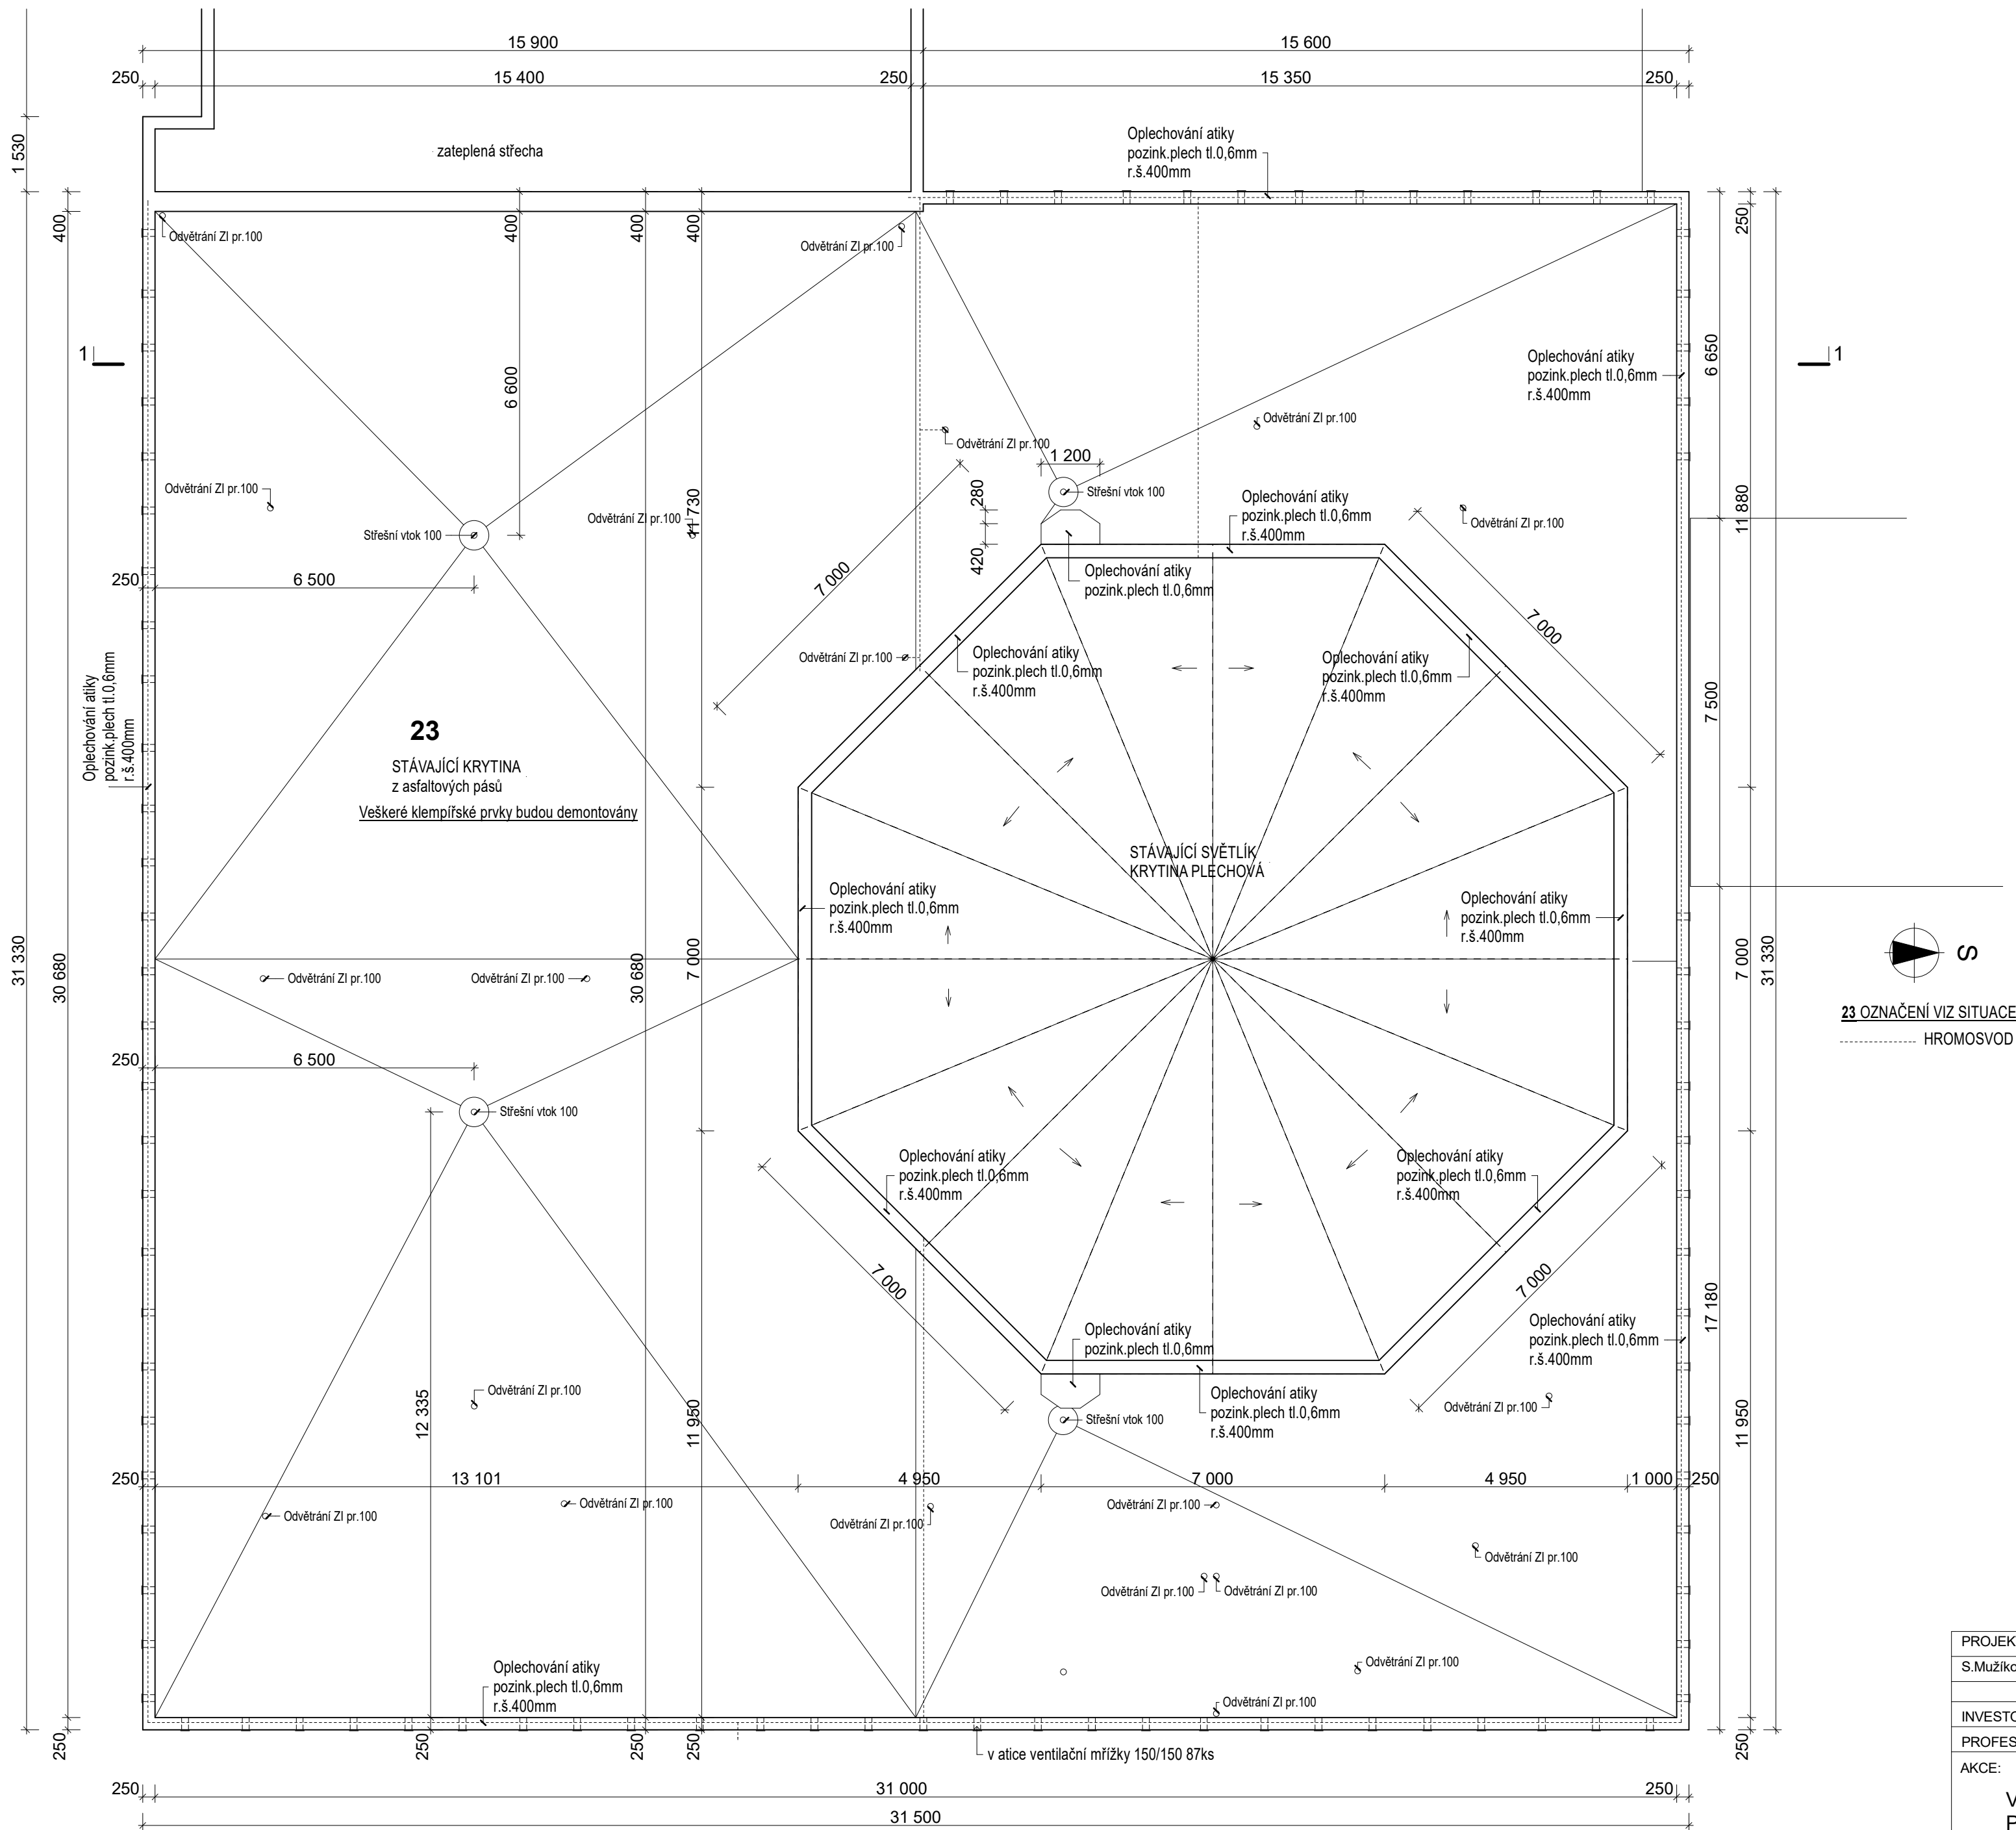 15 900
15 600
250
15 400
250
15 350
250
1 530
zateplená střecha
Oplechování atiky
pozink.plech tl.0,6mm
r.š.400mm
400
400
400
400
250
Odvětrání ZI pr.100
Odvětrání ZI pr.100
1
1
6 650
Oplechování atiky
pozink.plech tl.0,6mm
r.š.400mm
6 600
Odvětrání ZI pr.100
Odvětrání ZI pr.100
1 200
Odvětrání ZI pr.100
Odvětrání ZI pr.100
11 730
280
Střešní vtok 100
Oplechování atiky
pozink.plech tl.0,6mm
r.š.400mm
Odvětrání ZI pr.100
11 880
Střešní vtok 100
420
250
6 500
7 000
Oplechování atiky
pozink.plech tl.0,6mm
7 000
Odvětrání ZI pr.100
Oplechování atiky
pozink.plech tl.0,6mm
r.š.400mm
Oplechování atiky
pozink.plech tl.0,6mm
r.š.400mm
7 500
Oplechování atiky
pozink.plech tl.0,6mm
r.š.400mm
23
STÁVAJÍCÍ KRYTINA
z asfaltových pásů
Veškeré klempířské prvky budou demontovány
STÁVAJÍCÍ SVĚTLÍK
KRYTINA PLECHOVÁ
Oplechování atiky
pozink.plech tl.0,6mm
r.š.400mm
Oplechování atiky
pozink.plech tl.0,6mm
r.š.400mm
31 330
30 680
30 680
7 000
7 000
31 330
S
Odvětrání ZI pr.100
Odvětrání ZI pr.100
23 OZNAČENÍ VIZ SITUACE
HROMOSVOD
250
6 500
Střešní vtok 100
Oplechování atiky
pozink.plech tl.0,6mm
r.š.400mm
Oplechování atiky
pozink.plech tl.0,6mm
r.š.400mm
7 000
7 000
17 180
Oplechování atiky
pozink.plech tl.0,6mm
Oplechování atiky
pozink.plech tl.0,6mm
r.š.400mm
Odvětrání ZI pr.100
12 335
11 950
Oplechování atiky
pozink.plech tl.0,6mm
r.š.400mm
Střešní vtok 100
Odvětrání ZI pr.100
11 950
250
13 101
4 950
7 000
4 950
1 000
250
Odvětrání ZI pr.100
Odvětrání ZI pr.100
Odvětrání ZI pr.100
Odvětrání ZI pr.100
Odvětrání ZI pr.100
Odvětrání ZI pr.100
Odvětrání ZI pr.100
Odvětrání ZI pr.100
Odvětrání ZI pr.100
Oplechování atiky
pozink.plech tl.0,6mm
r.š.400mm
250
250
250
250
250
v atice ventilační mřížky 150/150 87ks
250
31 000
250
31 500
PROJEK
S.Mužíko
INVESTO
PROFES
AKCE:
V
P